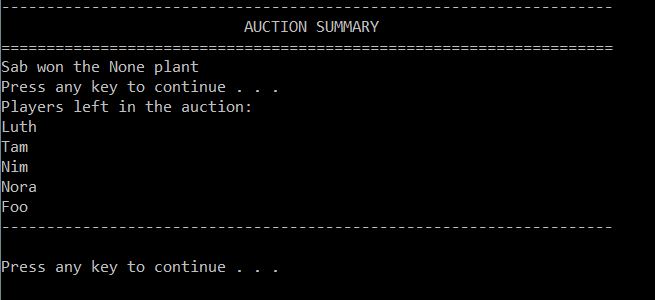 --------------------------------------------------------------------
AUCTION SUMMARY
====================================================================
Sab won the None plant
Press any key to continue . . .
Players left in the auction:
Luth
Tam
Nim
Nora
Foo
--------------------------------------------------------------------
Press any key to continue . . .